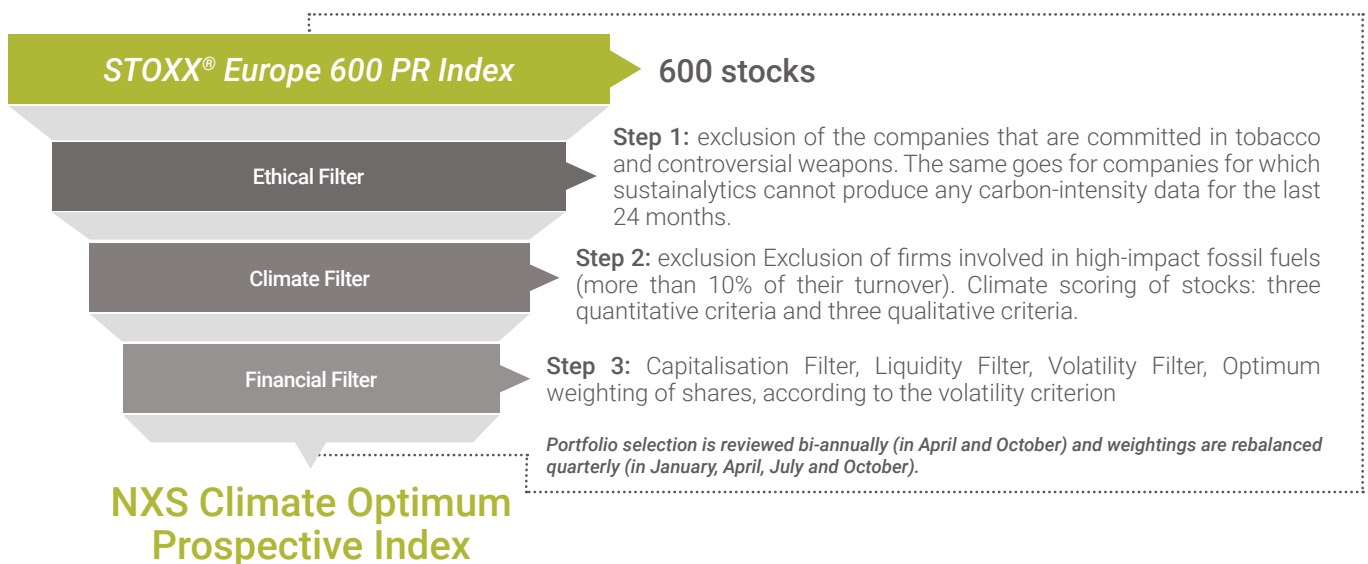 STOXX® Europe 600 PR Index
600 stocks
Ethical Filter
Step 1: exclusion of the companies that are committed in tobacco
and controversial weapons. The same goes for companies for which
sustainalytics cannot produce any carbon-intensity data for the last
24 months.
Climate Filter
Step 2: exclusion Exclusion of firms involved in high-impact fossil fuels
(more than 10% of their turnover). Climate scoring of stocks: three
quantitative criteria and three qualitative criteria.
Financial Filter
Step 3: Capitalisation Filter, Liquidity Filter, Volatility Filter, Optimum
weighting of shares, according to the volatility criterion
Portfolio selection is reviewed bi-annually (in April and October) and weightings are rebalanced
quarterly (in January, April, July and October).
NXS Climate Optimum
Prospective Index